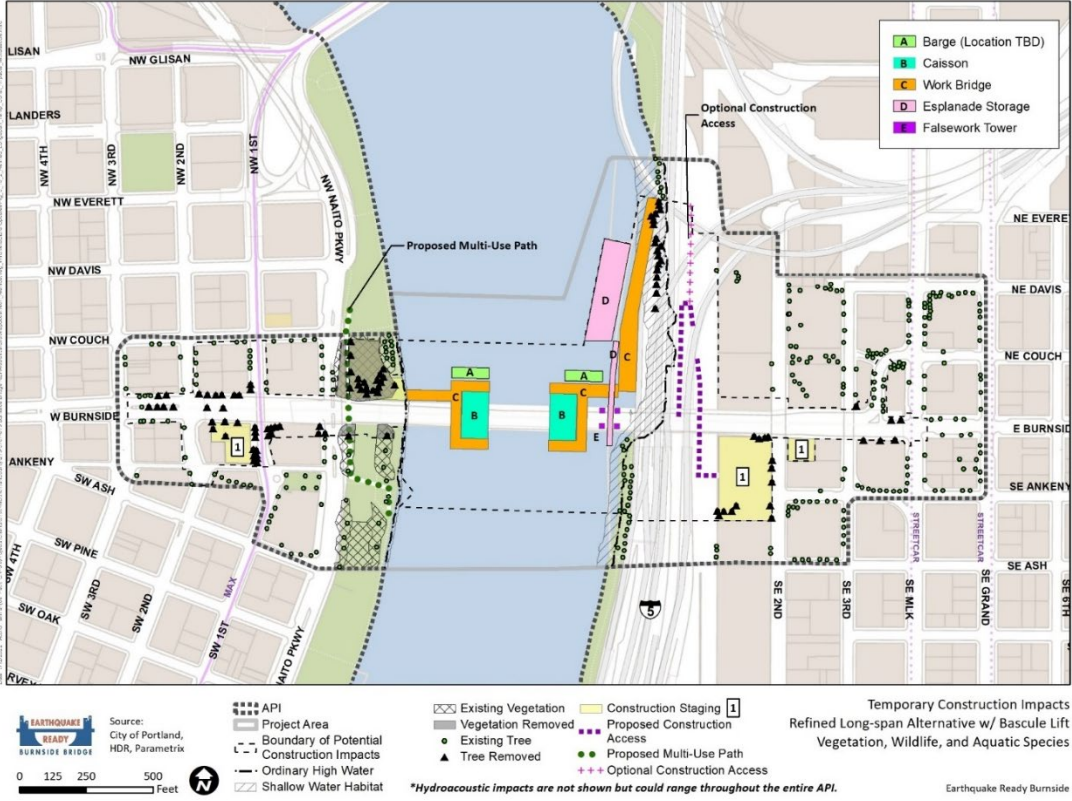 LISAN
NW GLISAN
LANDERS
NW 4TH
NW 3RD
NW 2ND
NW 1ST
NW NAITO PKWY
NW EVERETT
NW DAVIS
NW COUCH
W BURNSIDE
ANKENY
SW ASH
SW PINE
SW OAK
SW 4TH
SW 3RD
SW 2ND
SW 1ST
MAX
NAITO PKWY
Proposed Multi-Use Path
Optional Construction
Access
A Barge (Location TBD)
B Caisson
C Work Bridge
D Esplanade Storage
E Falsework Tower
NE EVERE
NE DAVIS
NE COUCH
E BURNSID
SE ANKENY
SE ASH
SE 2ND
SE 3RD
SE MLK
SE GRAND
SE 6TH
STREETCAR
STREETCAR
A
A
B
B
C
C
C
D
D
E
1
1
1
5
EARTHQUAKE
READY
BURNSIDE BRIDGE
Source:
City of Portland,
HDR, Parametrix
0 125 250 500
Feet
N
API
Project Area
Boundary of Potential
Construction Impacts
Ordinary High Water
Shallow Water Habitat
Existing Vegetation
Vegetation Removed
Existing Tree
Tree Removed
Construction Staging 1
Proposed Construction
Access
Proposed Multi-Use Path
Optional Construction Access
*Hydroacoustic impacts are not shown but could range throughout the entire API.
Temporary Construction Impacts
Refined Long-span Alternative w/ Bascule Lift
Vegetation, Wildlife, and Aquatic Species
Earthquake Ready Burnside